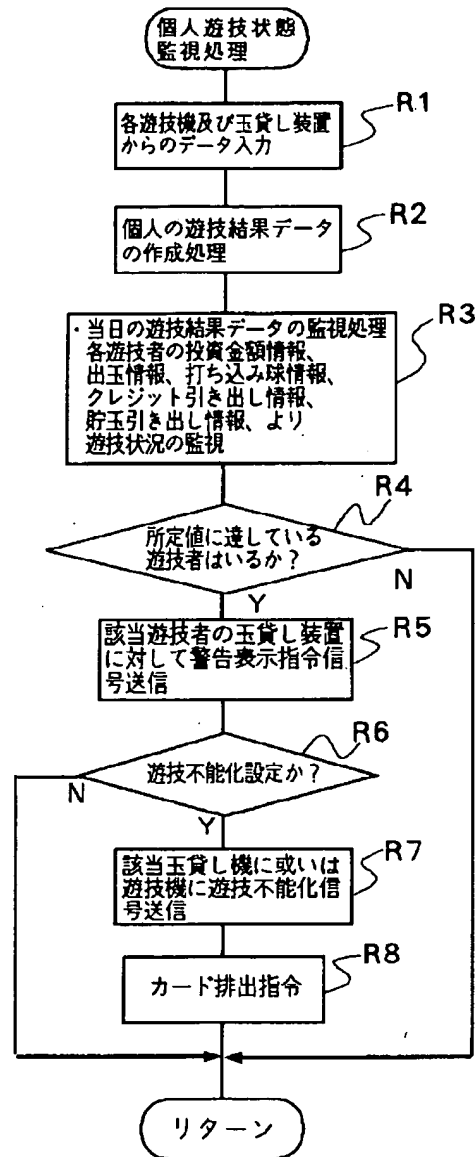 個人遊技状態
監視処理
R1
各遊技機及び玉貸し装置
からのデータ入力
R2
個人の遊技結果データ
の作成処理
R3
・当日の遊技結果データの監視処理
各遊技者の投資金額情報、
出玉情報、打ち込み球情報、
クレジット引き出し情報、
貯玉引き出し情報、より
遊技状況の監視
R4
所定値に達している
遊技者はいるか？
N
Y
R5
該当遊技者の玉貸し装置
に対して警告表示指令信
号送信
R6
遊技不能化設定か？
N
Y
R7
該当玉貸し機に或いは
遊技機に遊技不能化信
号送信
R8
カード排出指令
リターン